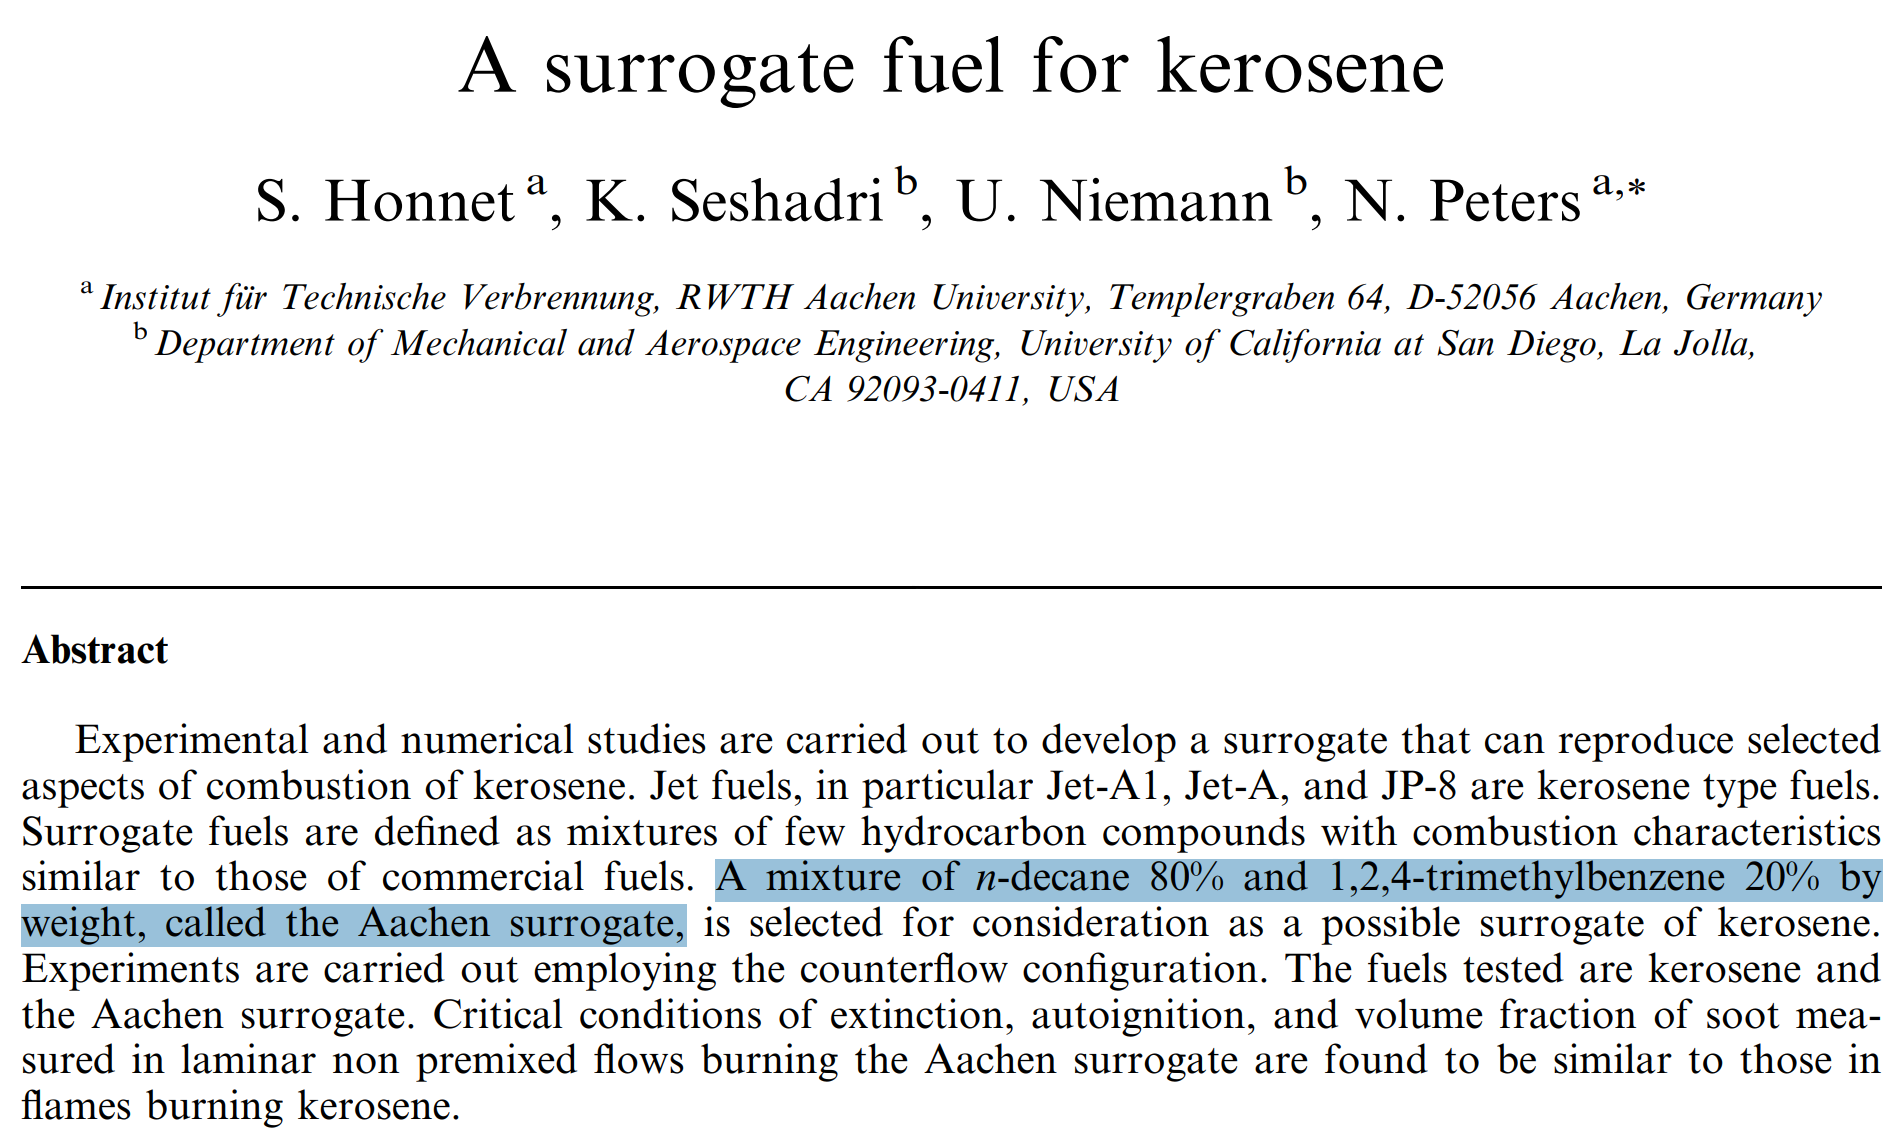 A surrogate fuel for kerosene
S. Honnet a, K. Seshadri b, U. Niemann b, N. Peters a,*
a Institut für Technische Verbrennung, RWTH Aachen University, Templergraben 64, D-52056 Aachen, Germany
b Department of Mechanical and Aerospace Engineering, University of California at San Diego, La Jolla,
CA 92093-0411, USA
Abstract
Experimental and numerical studies are carried out to develop a surrogate that can reproduce selected
aspects of combustion of kerosene. Jet fuels, in particular Jet-A1, Jet-A, and JP-8 are kerosene type fuels.
Surrogate fuels are defined as mixtures of few hydrocarbon compounds with combustion characteristics
similar to those of commercial fuels. A mixture of n-decane 80% and 1,2,4-trimethylbenzene 20% by
weight, called the Aachen surrogate, is selected for consideration as a possible surrogate of kerosene.
Experiments are carried out employing the counterflow configuration. The fuels tested are kerosene and
the Aachen surrogate. Critical conditions of extinction, autoignition, and volume fraction of soot mea-
sured in laminar non premixed flows burning the Aachen surrogate are found to be similar to those in
flames burning kerosene.